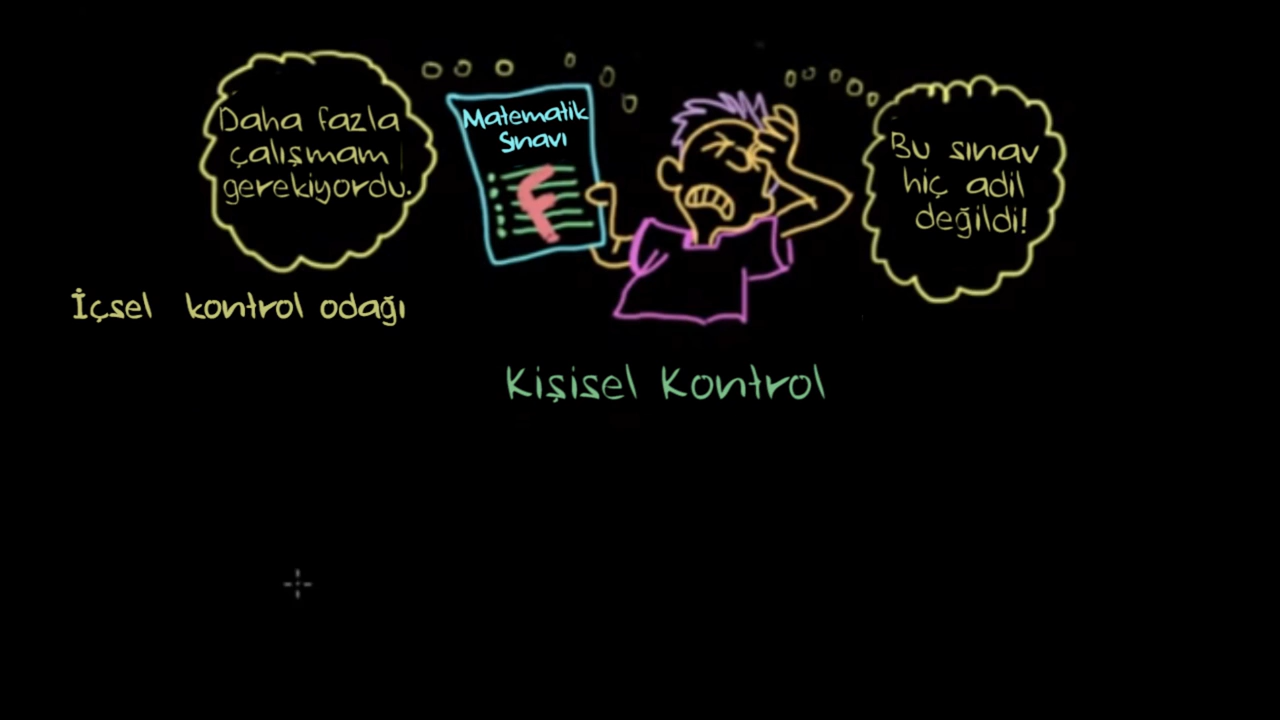 Daha fazla
çalışmam
gerekiyordu.
Matematik
Sınavı
F
Bu sınav
hiç adil
değildi!
İçsel kontrol odağı
Kişisel Kontrol